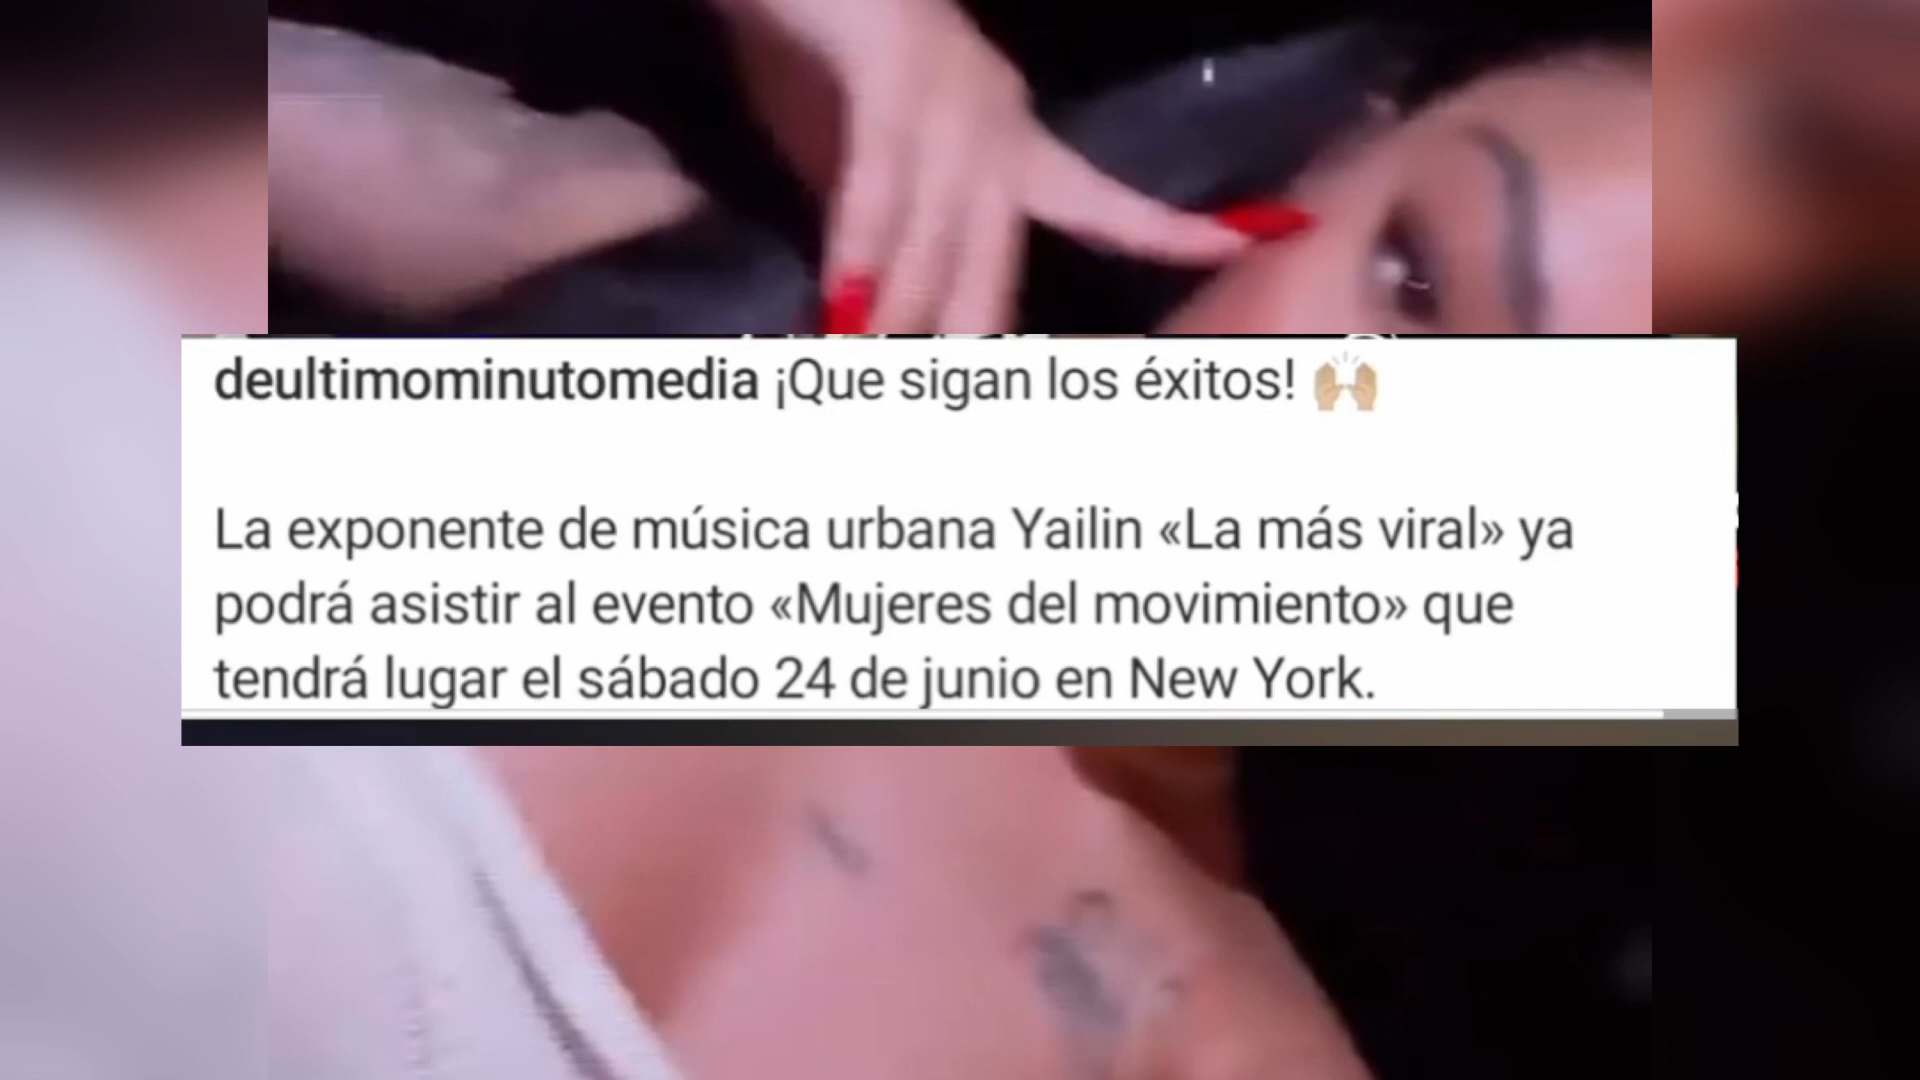 deultimominutomedia ¡Que sigan los éxitos! 🙌🏼
La exponente de música urbana Yailin «La más viral» ya
podrá asistir al evento «Mujeres del movimiento» que
tendrá lugar el sábado 24 de junio en New York.